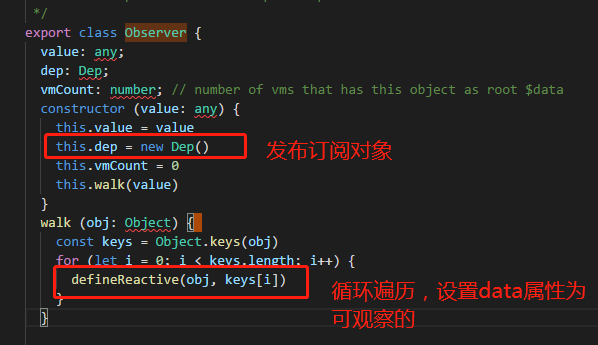 */
export class Observer {
value: any;
dep: Dep;
vmCount: number; // number of vms that has this object as root $data
constructor (value: any) {
this.value = value
this.dep = new Dep()
发布订阅对象
this.vmCount = 0
this.walk(value)
}
walk (obj: Object) {
const keys = Object.keys(obj)
for (let i = 0; i < keys.length; i++) {
defineReactive(obj, keys[i])
循环遍历，设置data属性为
可观察的
}
}